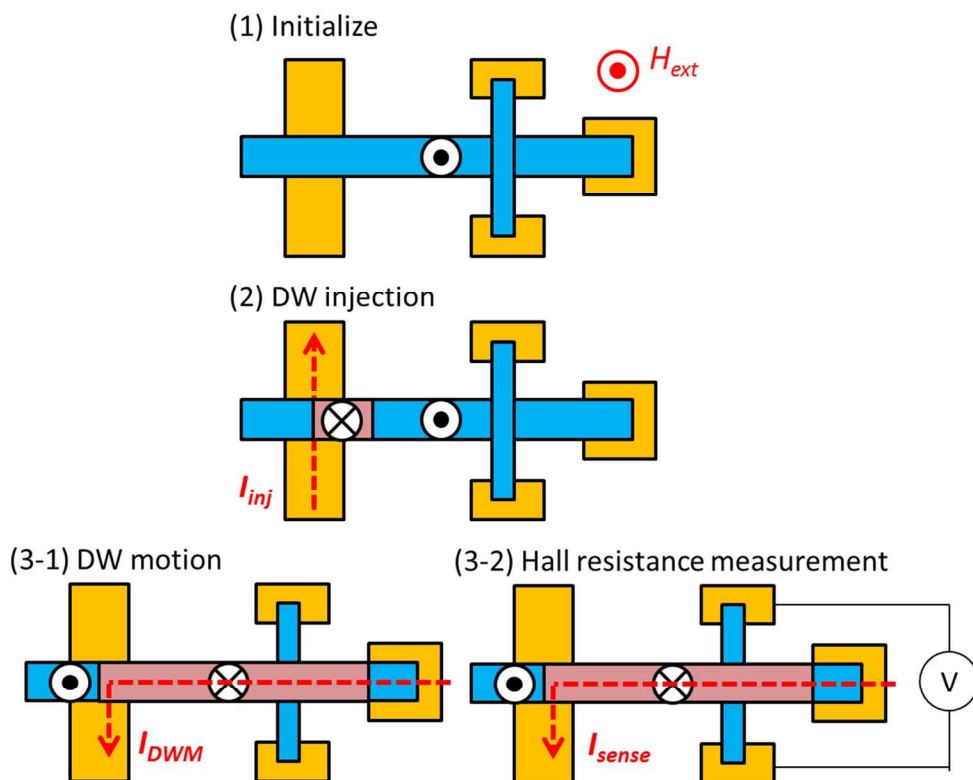 (1) Initialize
H_ext
(2) DW injection
I_inj
(3-1) DW motion
I_DWM
(3-2) Hall resistance measurement
I_sense
V